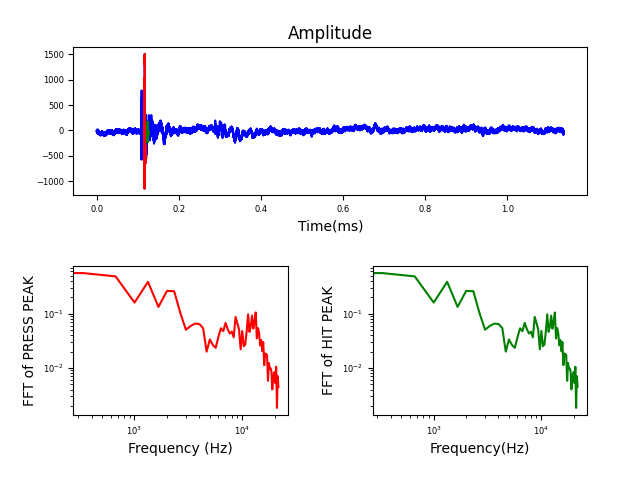 Amplitude
1500
1000
500
0
−500
−1000
0.0 0.2 0.4 0.6 0.8 1.0
Time(ms)
FFT of PRESS PEAK
10⁻¹
10⁻²
10³ 10⁴
Frequency (Hz)
FFT of HIT PEAK
10⁻¹
10⁻²
10³ 10⁴
Frequency(Hz)